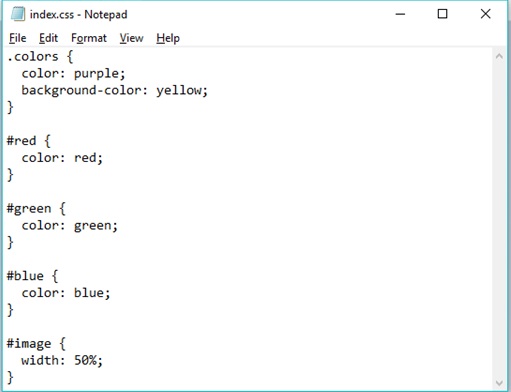 index.css - Notepad
File Edit Format View Help
.colors {
  color: purple;
  background-color: yellow;
}

#red {
  color: red;
}

#green {
  color: green;
}

#blue {
  color: blue;
}

#image {
  width: 50%;
}